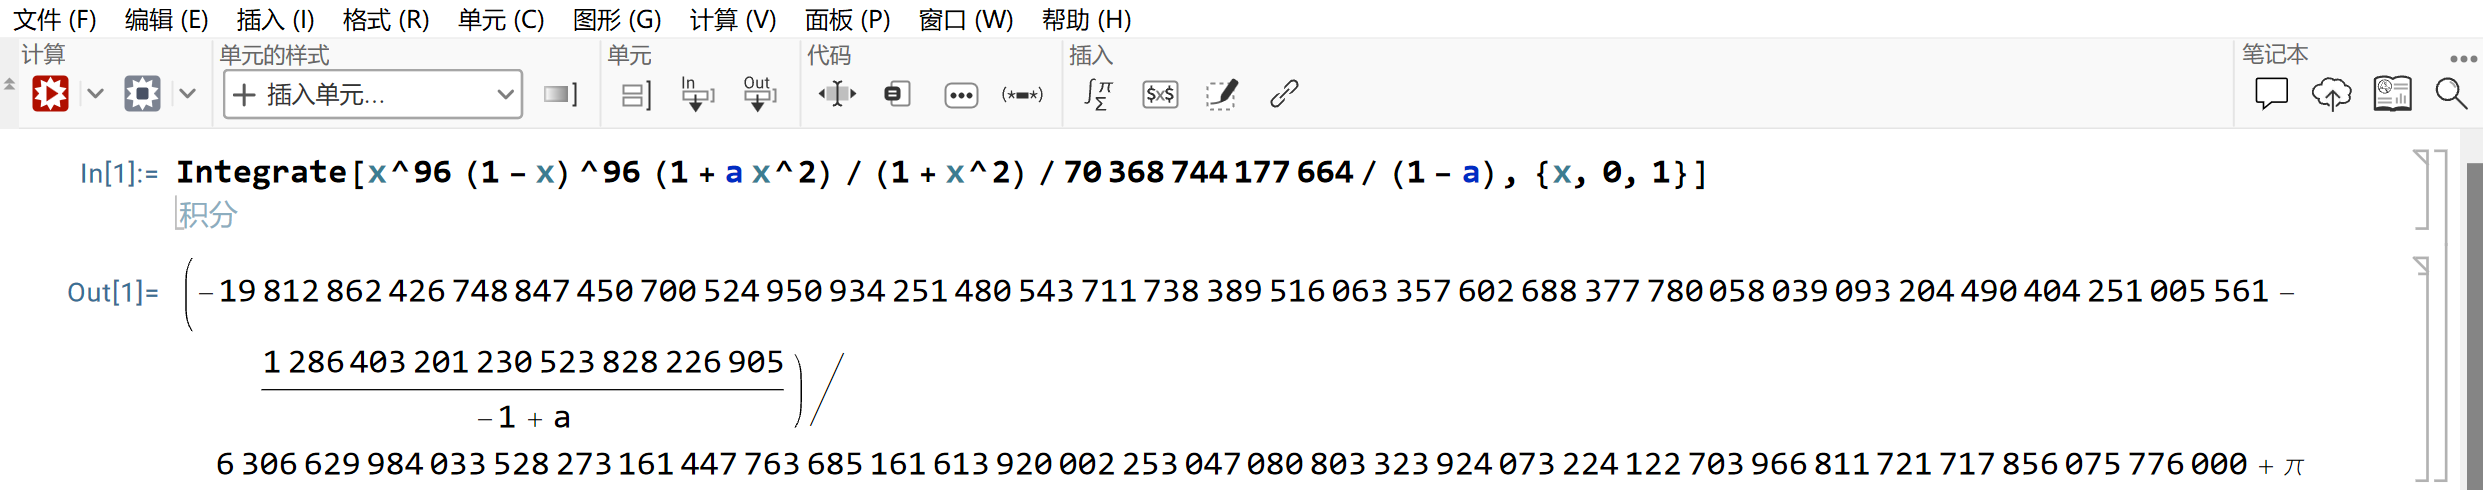 文件 (F) 编辑 (E) 插入 (I) 格式 (R) 单元 (C) 图形 (G) 计算 (V) 面板 (P) 窗口 (W) 帮助 (H)
计算 单元的样式 单元 代码 插入 笔记本
+ 插入单元... In Out (*▬*) ∫π Σ $x$
In[1]:= Integrate[x^96 (1 - x)^96 (1 + a x^2) / (1 + x^2) / 70 368 744 177 664 / (1 - a), {x, 0, 1}]
积分
Out[1]= (-19 812 862 426 748 847 450 700 524 950 934 251 480 543 711 738 389 516 063 357 602 688 377 780 058 039 093 204 490 404 251 005 561 -
1 286 403 201 230 523 828 226 905
-1 + a
) /
6 306 629 984 033 528 273 161 447 763 685 161 613 920 002 253 047 080 803 323 924 073 224 122 703 966 811 721 717 856 075 776 000 + π